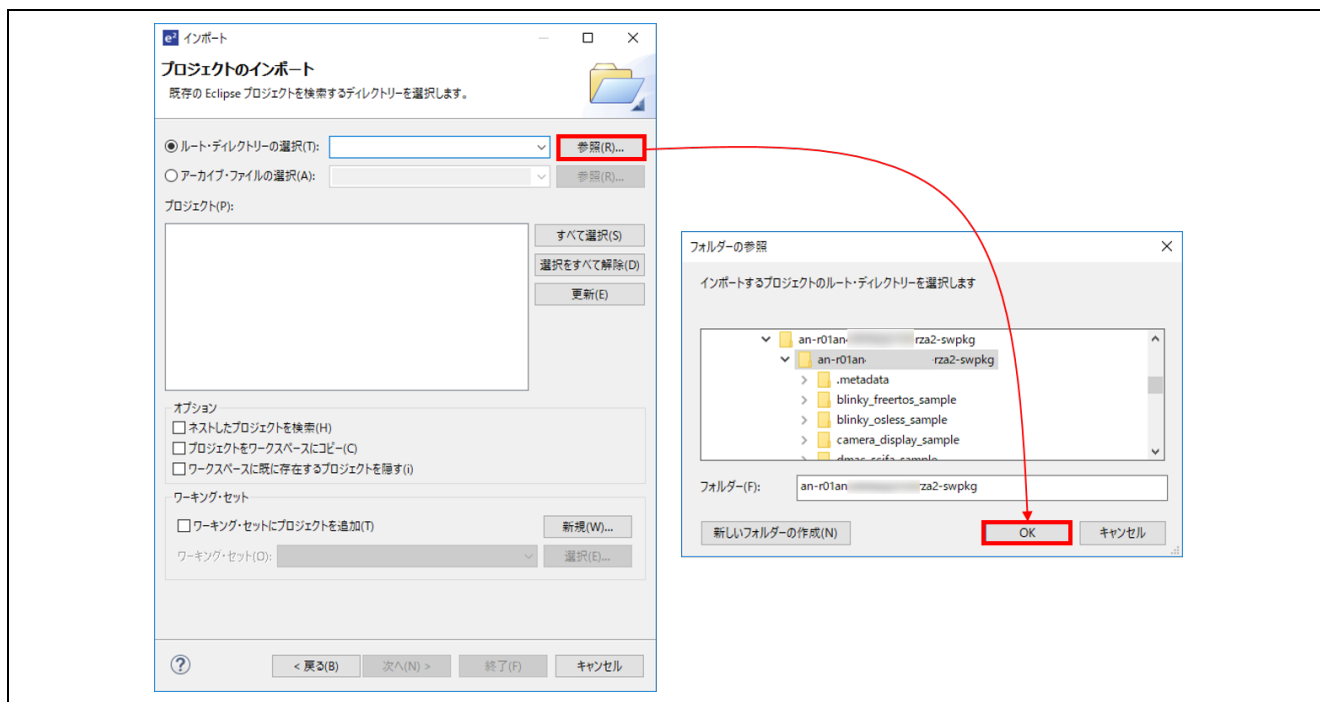 e² インポート
プロジェクトのインポート
既存の Eclipse プロジェクトを検索するディレクトリーを選択します。
ルート・ディレクトリーの選択(T):
参照(R)...
アーカイブ・ファイルの選択(A):
参照(R)...
プロジェクト(P):
すべて選択(S)
選択をすべて解除(D)
更新(E)
オプション
ネストしたプロジェクトを検索(H)
プロジェクトをワークスペースにコピー(C)
ワークスペースに既に存在するプロジェクトを隠す(i)
ワーキング・セット
ワーキング・セットにプロジェクトを追加(T)
新規(W)...
ワーキング・セット(O):
選択(E)...
< 戻る(B)
次へ(N) >
終了(F)
キャンセル
フォルダーの参照
インポートするプロジェクトのルート・ディレクトリーを選択します
an-r01an rza2-swpkg
an-r01an rza2-swpkg
.metadata
blinky_freertos_sample
blinky_osless_sample
camera_display_sample
dmac_scifa_sample
フォルダー(F):
an-r01an za2-swpkg
新しいフォルダーの作成(N)
OK
キャンセル